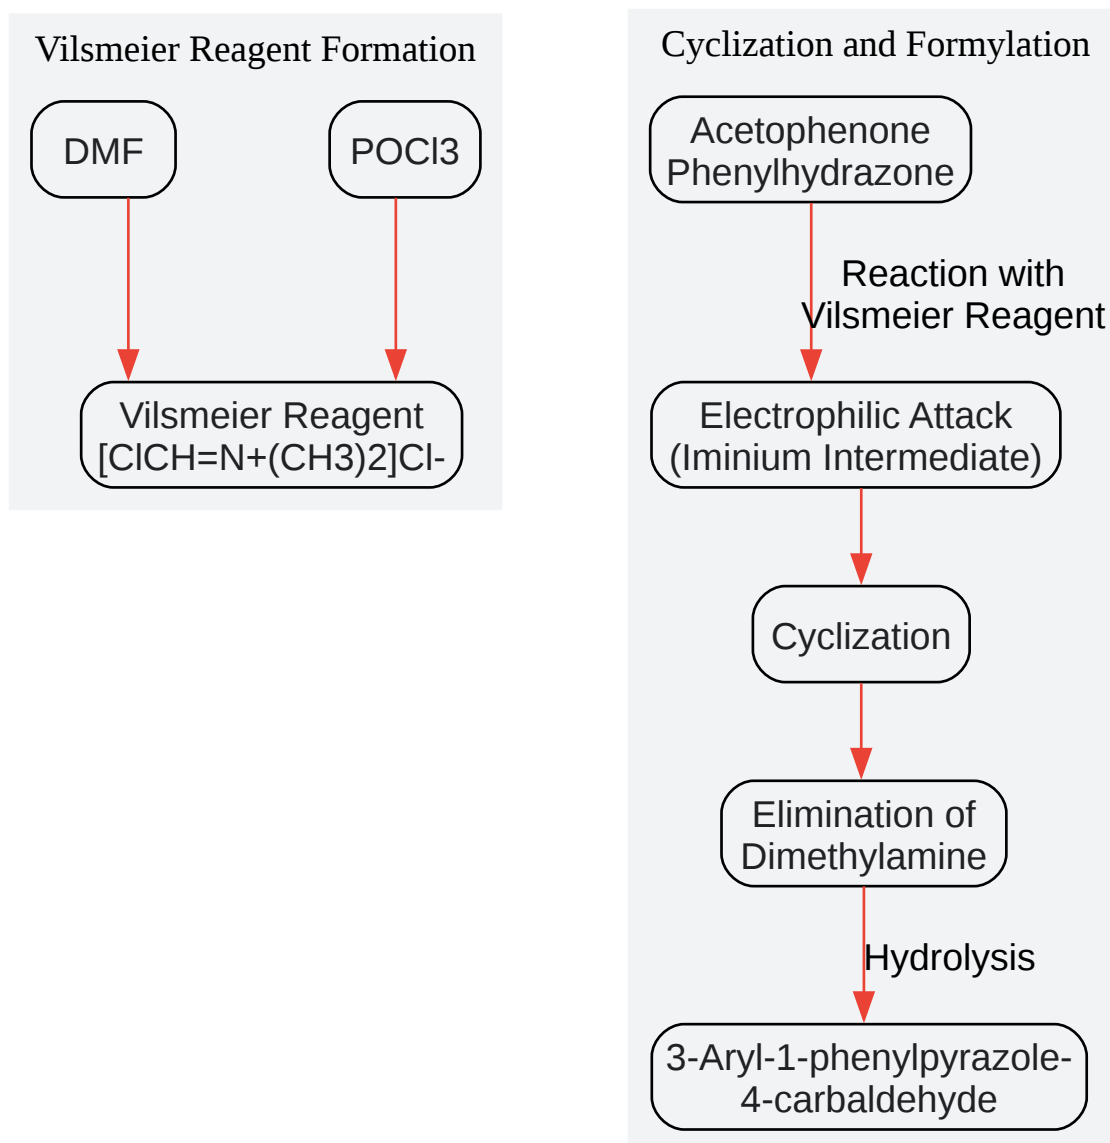 Vilsmeier Reagent Formation
DMF
POCl3
Vilsmeier Reagent
[ClCH=N+(CH3)2]Cl-
Cyclization and Formylation
Acetophenone
Phenylhydrazone
Reaction with
Vilsmeier Reagent
Electrophilic Attack
(Iminium Intermediate)
Cyclization
Elimination of
Dimethylamine
Hydrolysis
3-Aryl-1-phenylpyrazole-
4-carbaldehyde